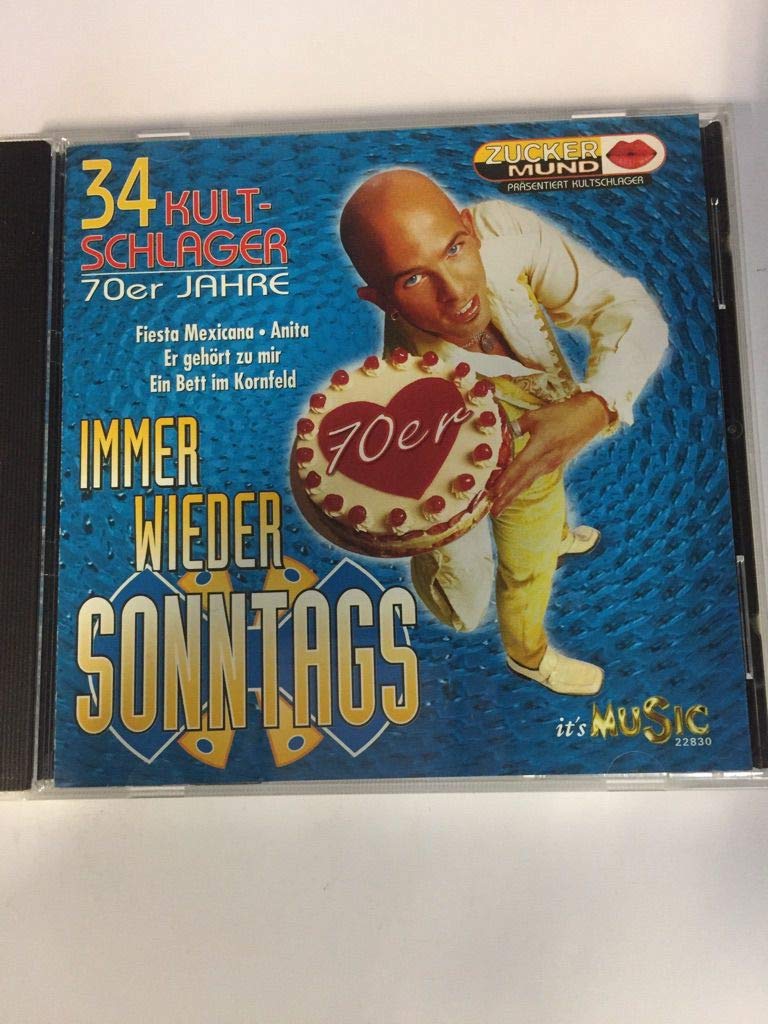 34 KULT-
SCHLAGER
70er JAHRE
Fiesta Mexicana • Anita
Er gehört zu mir
Ein Bett im Kornfeld
IMMER
WIEDER
SONNTAGS
ZUCKER
MUND
PRÄSENTIERT KULTSCHLAGER
70er
it's MUSIC
22830